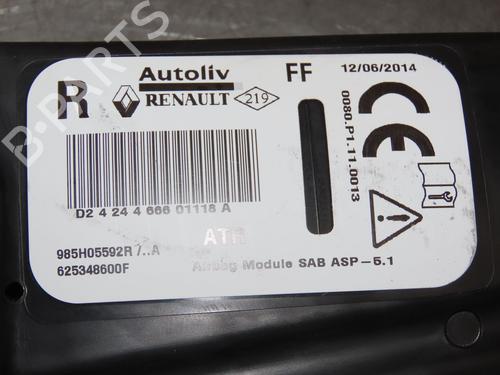 R
Autoliv
RENAULT
219
FF
12/06/2014
0080.P1.11.0013
D2 4 24 4 666 01118 A
985H05592R /..A
625348600F
ATR
Airbag Module SAB ASP-5.1
B-PARTS